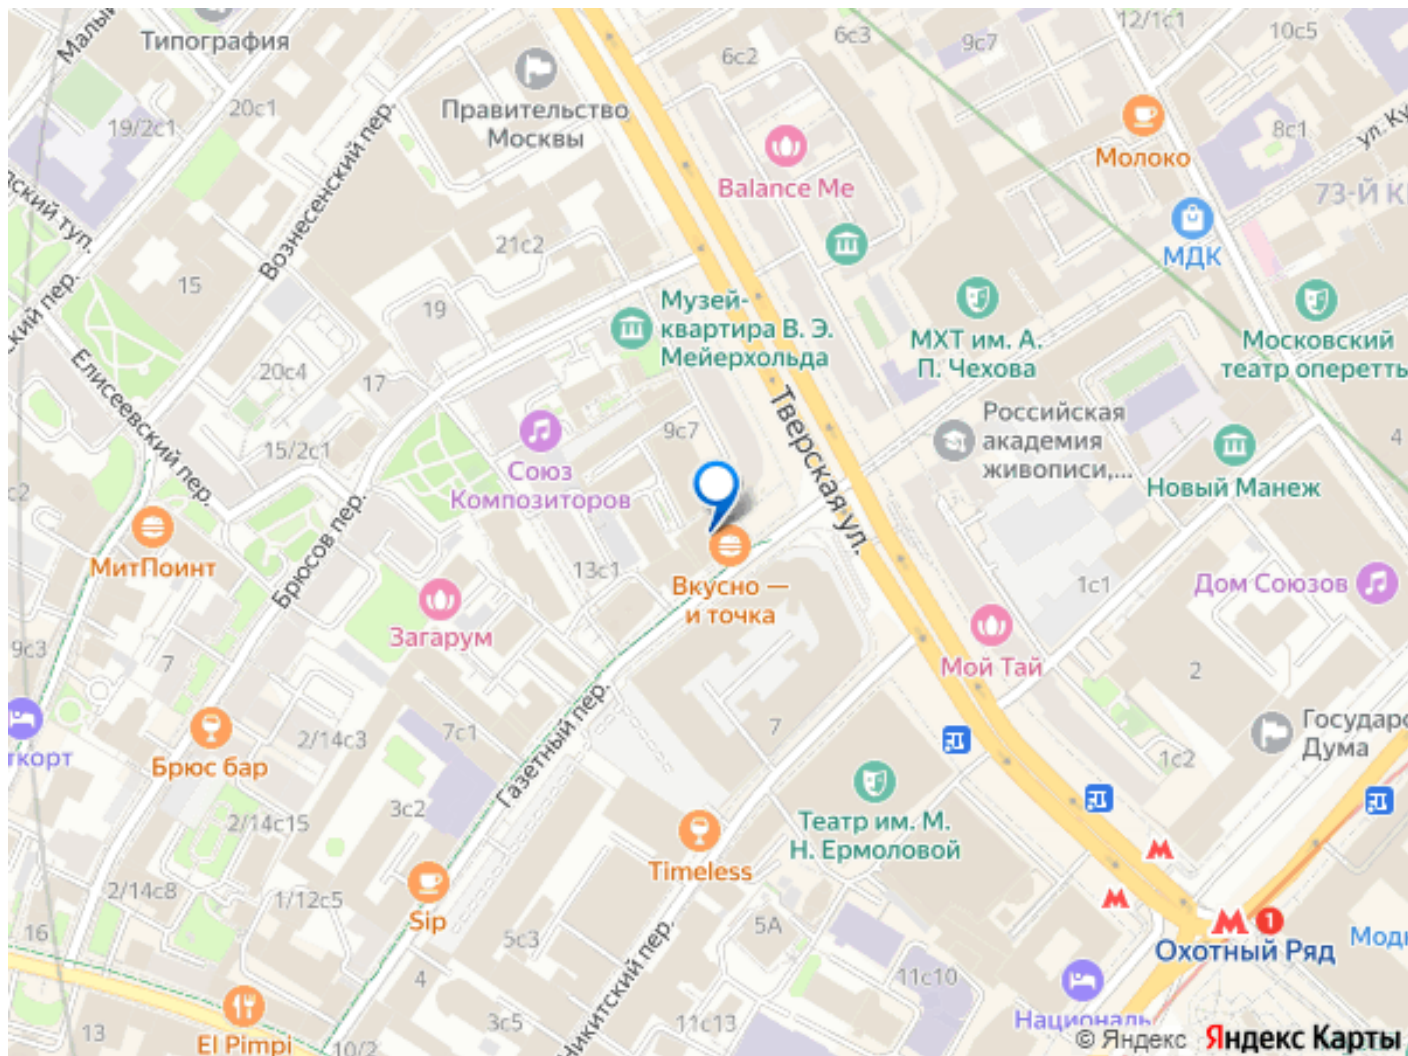 Малый
Типография
20с1
19/2с1
Правительство
Москвы
6с2
6с3
9с7
12/1с1
10с5
8с1
Молоко
Balance Me
73-Й
МДК
Вознесенский пер.
21с2
15
19
Музей-
квартира В. Э.
Мейерхольда
МХТ им. А.
П. Чехова
Московский
театр оперетты
Елисеевский пер.
20с4
17
15/2с1
Союз
Композиторов
9с7
Тверская ул.
Российская
академия
живописи,...
Новый Манеж
4
МитПоинт
Брюсов пер.
13с1
Вкусно —
и точка
1с1
Дом Союзов
Загарум
Мой Тай
2
9с3
7
7с1
2/14с3
7
Государс
Дума
1с2
Брюс бар
Газетный пер.
3с2
2/14с15
Театр им. М.
Н. Ермоловой
Timeless
2/14с8
1/12с5
Sip
5с3
5А
16
4
Охотный Ряд
1
11с10
3с5
11с13
Националь
13
El Pimpi
10/2
© Яндекс Яндекс Карты